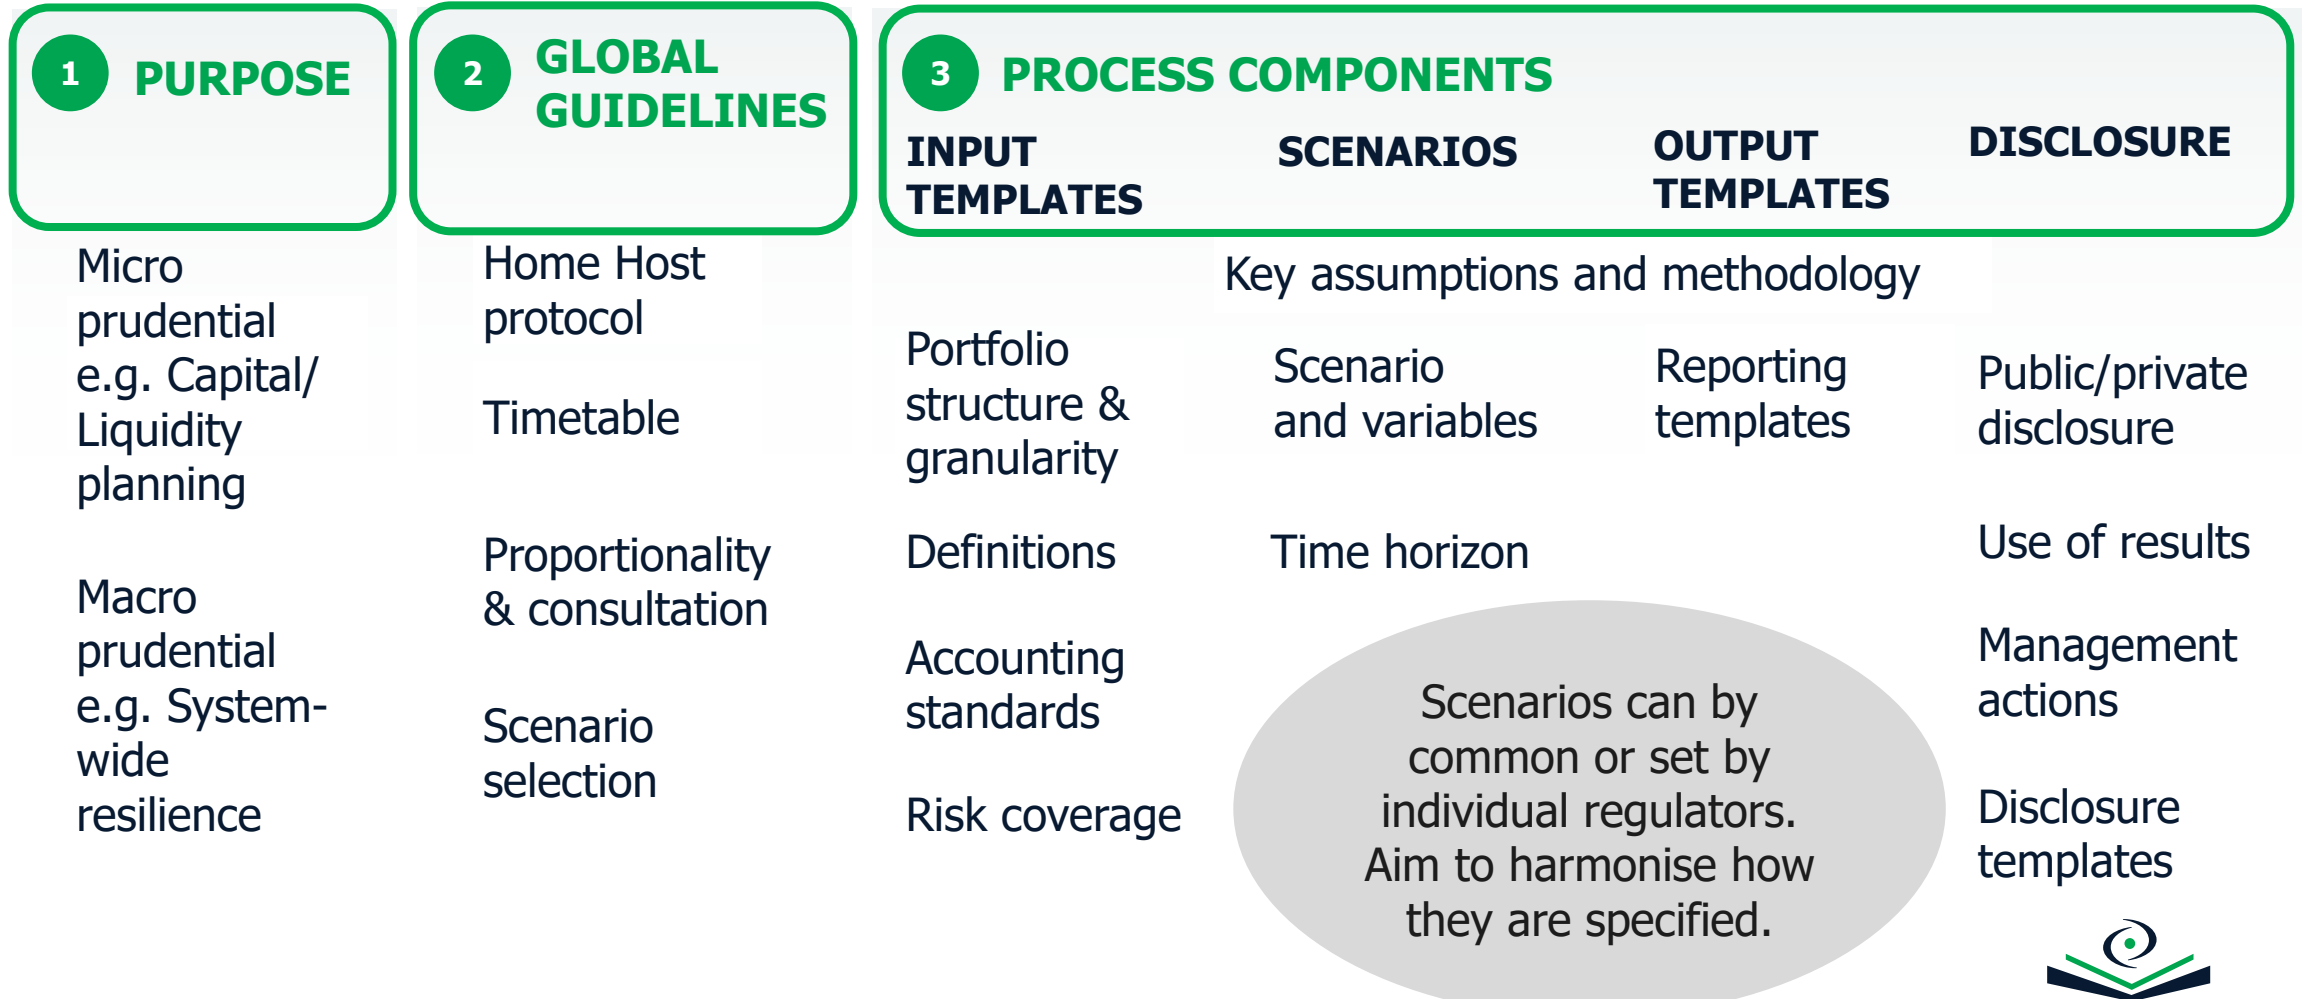 1
PURPOSE
Micro
prudential
e.g. Capital/
Liquidity
planning
Macro
prudential
e.g. System-
wide
resilience
2
GLOBAL
GUIDELINES
Home Host
protocol
Timetable
Proportionality
& consultation
Scenario
selection
3
PROCESS COMPONENTS
INPUT
TEMPLATES
SCENARIOS
OUTPUT
TEMPLATES
DISCLOSURE
Key assumptions and methodology
Portfolio
structure &
granularity
Definitions
Accounting
standards
Risk coverage
Scenario
and variables
Time horizon
Reporting
templates
Scenarios can by
common or set by
individual regulators.
Aim to harmonise how
they are specified.
Public/private
disclosure
Use of results
Management
actions
Disclosure
templates